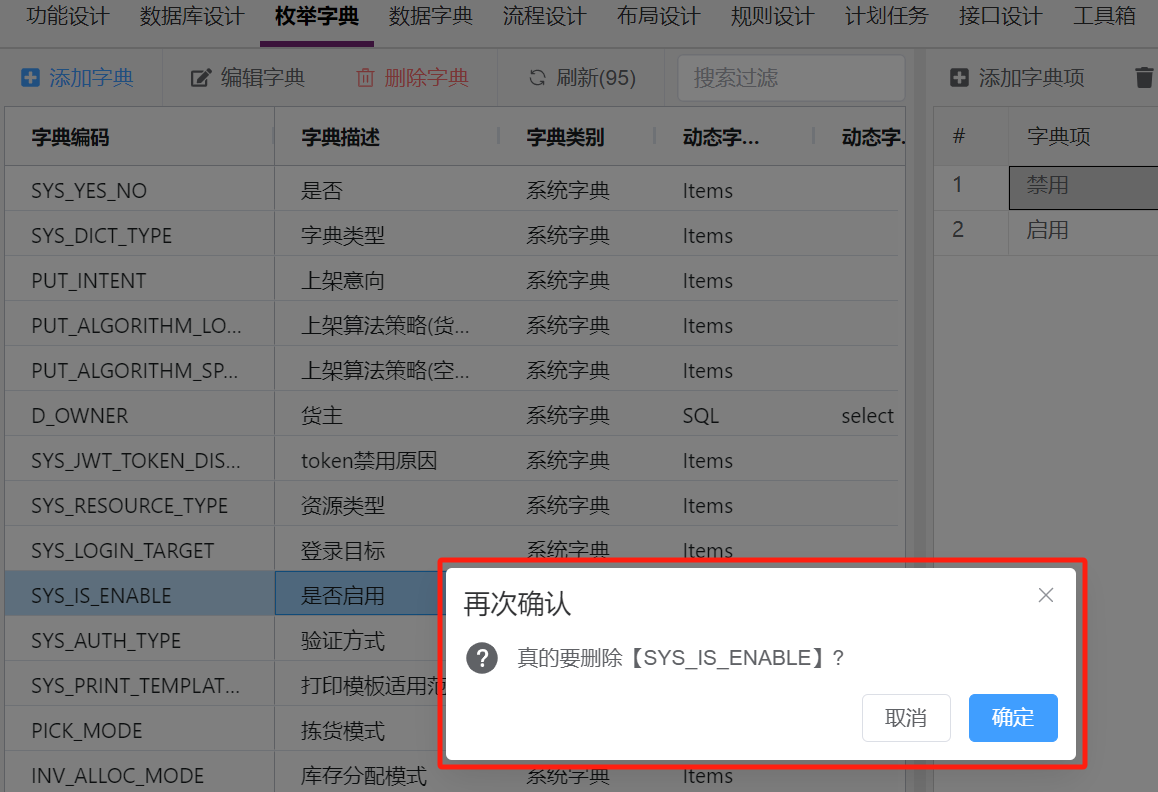 功能设计 数据库设计 枚举字典 数据字典 流程设计 布局设计 规则设计 计划任务 接口设计 工具箱
添加字典 编辑字典 删除字典 刷新(95) 搜索过滤 添加字典项
字典编码 字典描述 字典类别 动态字... 动态字. # 字典项
SYS_YES_NO 是否 系统字典 Items 1 禁用
SYS_DICT_TYPE 字典类型 系统字典 Items 2 启用
PUT_INTENT 上架意向 系统字典 Items
PUT_ALGORITHM_LO... 上架算法策略(货... 系统字典 Items
PUT_ALGORITHM_SP... 上架算法策略(空... 系统字典 Items
D_OWNER 货主 系统字典 SQL select
SYS_JWT_TOKEN_DIS... token禁用原因 系统字典 Items
SYS_RESOURCE_TYPE 资源类型 系统字典 Items
SYS_LOGIN_TARGET 登录目标 系统字典 Items
SYS_IS_ENABLE 是否启用
SYS_AUTH_TYPE 验证方式
SYS_PRINT_TEMPLAT... 打印模板适用范
PICK_MODE 拣货模式
INV_ALLOC_MODE 库存分配模式 系统字典 Items
再次确认
真的要删除【SYS_IS_ENABLE】?
取消 确定